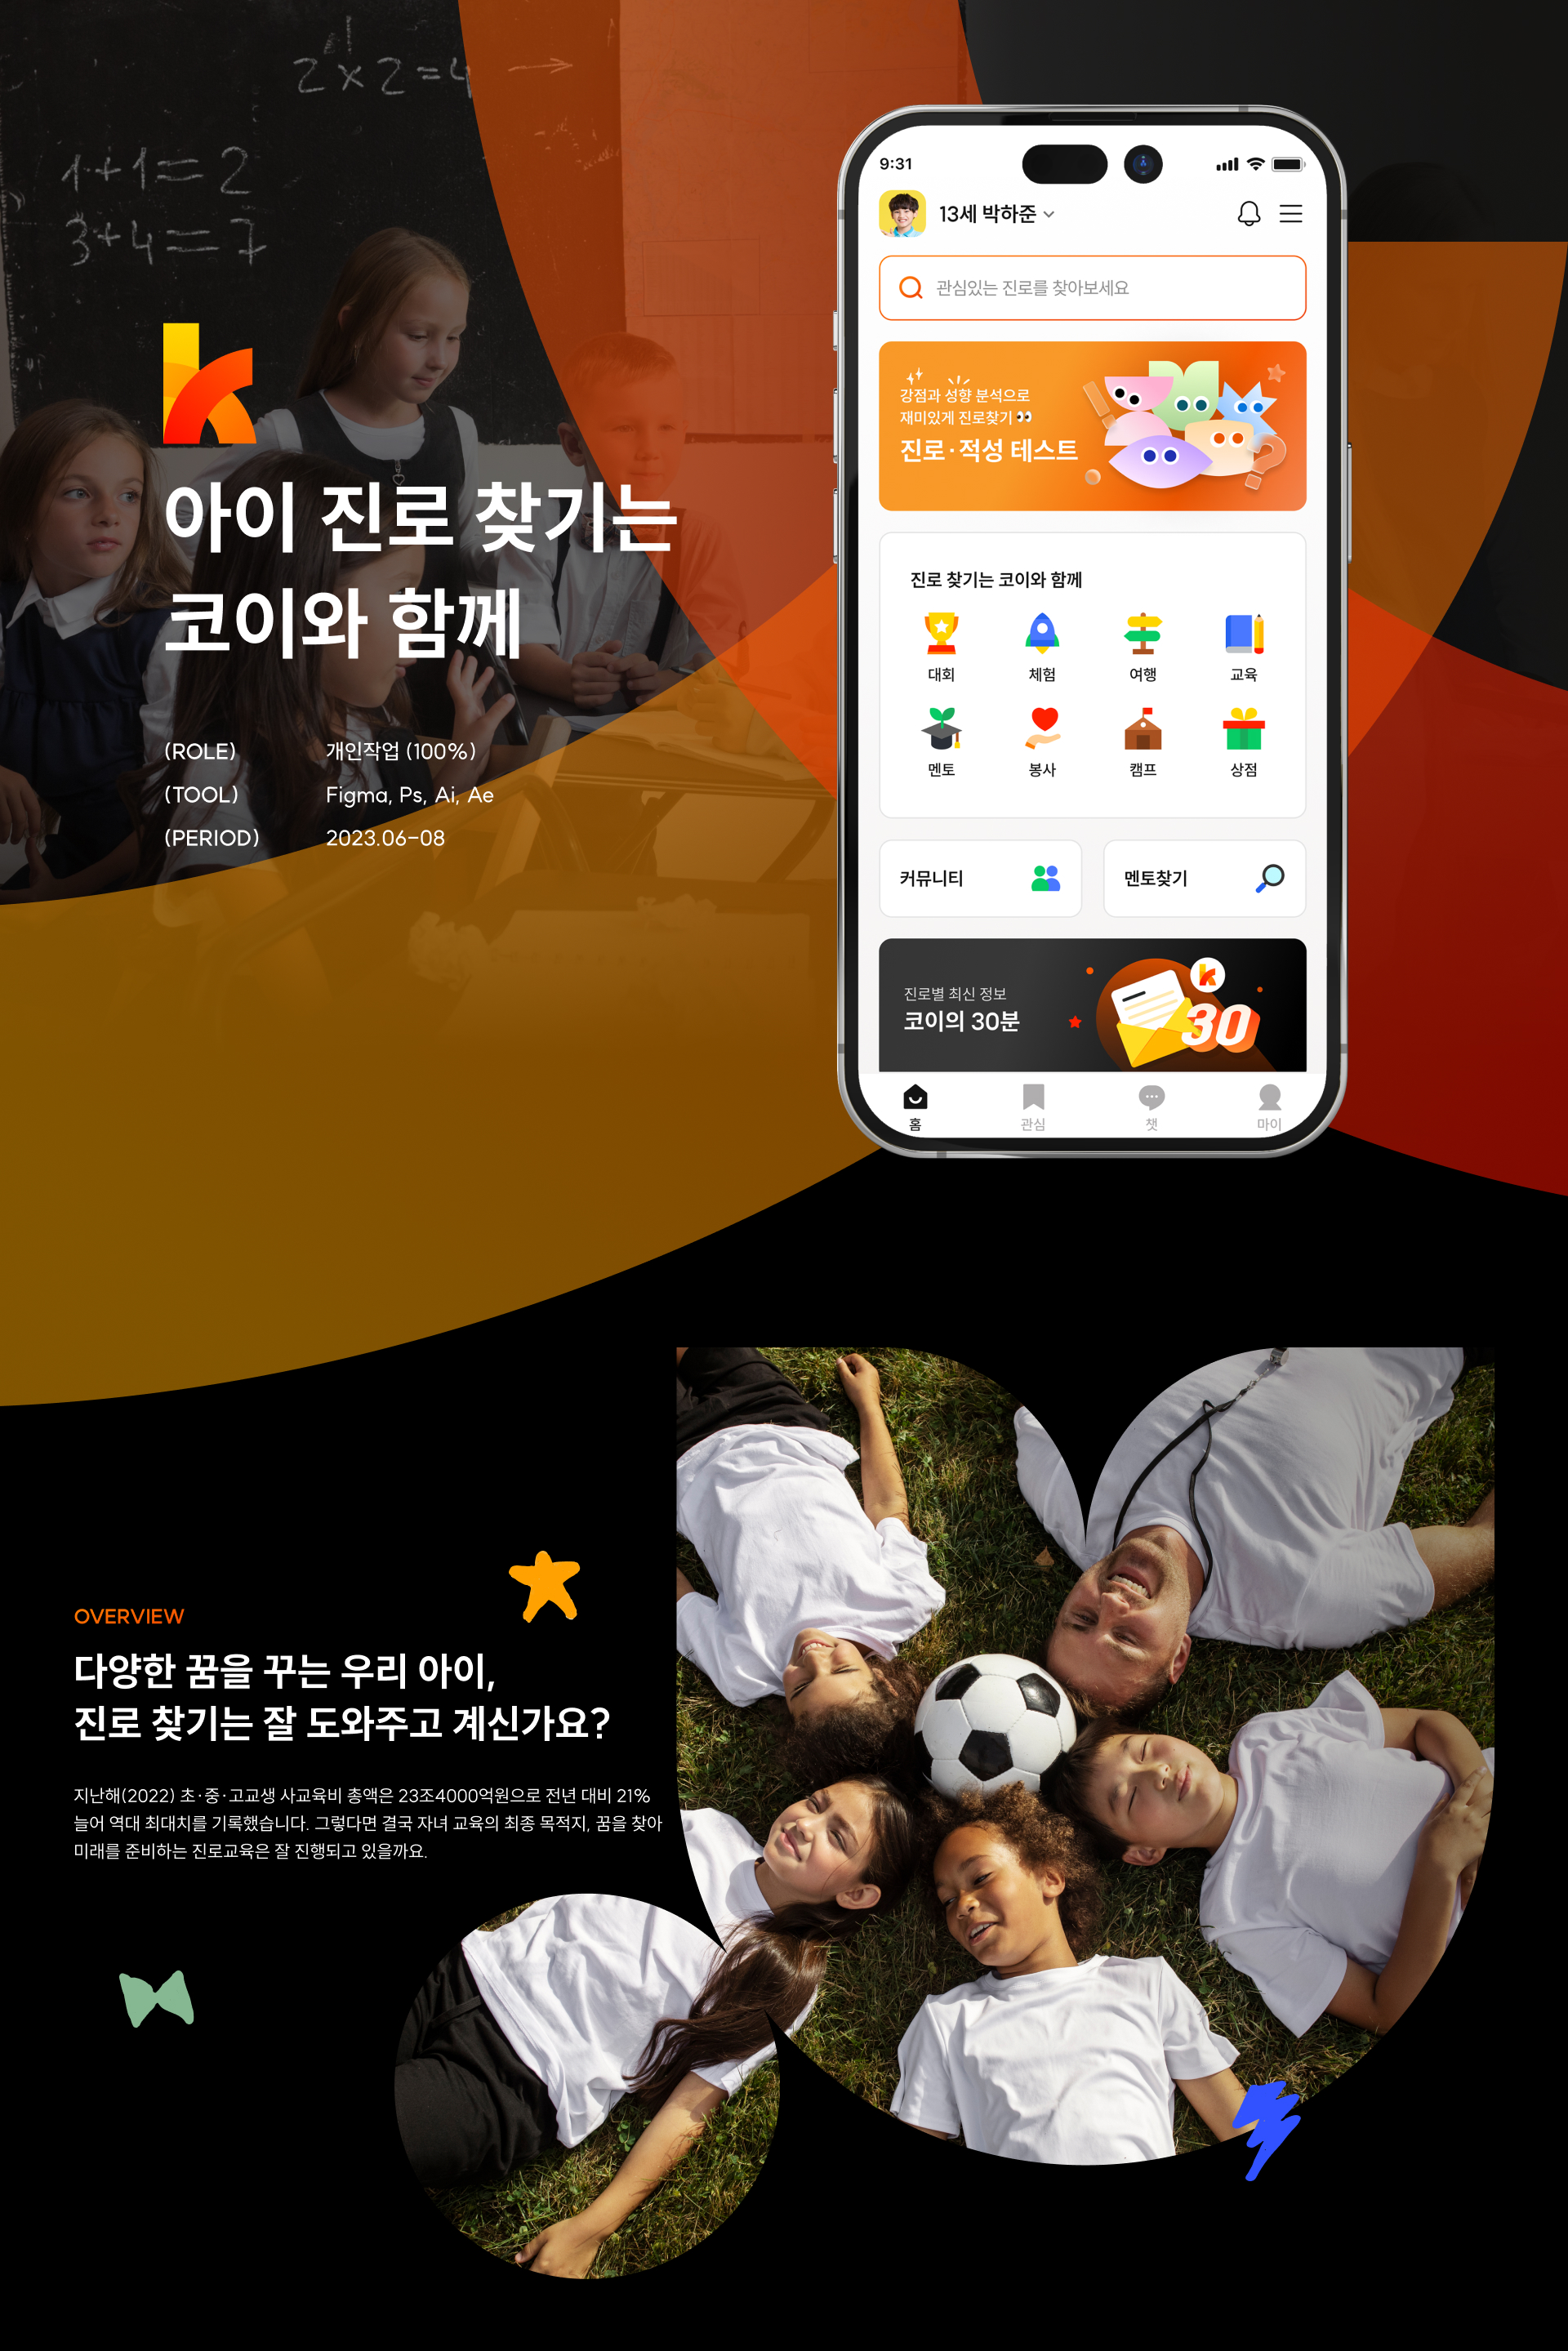 2x2=4
1+1=2
3+4=7
k
아이 진로 찾기는
코이와 함께
(ROLE) 개인작업 (100%)
(TOOL) Figma, Ps, Ai, Ae
(PERIOD) 2023.06-08
9:31
13세 박하준
관심있는 진로를 찾아보세요
강점과 성향 분석으로
재미있게 진로찾기 👀
진로·적성 테스트
진로 찾기는 코이와 함께
대회 체험 여행 교육
멘토 봉사 캠프 상점
커뮤니티 멘토찾기
진로별 최신 정보
코이의 30분
k
30
홈 관심 챗 마이
OVERVIEW
다양한 꿈을 꾸는 우리 아이,
진로 찾기는 잘 도와주고 계신가요?
지난해(2022) 초·중·고교생 사교육비 총액은 23조4000억원으로 전년 대비 21%
늘어 역대 최대치를 기록했습니다. 그렇다면 결국 자녀 교육의 최종 목적지, 꿈을 찾아
미래를 준비하는 진로교육은 잘 진행되고 있을까요.